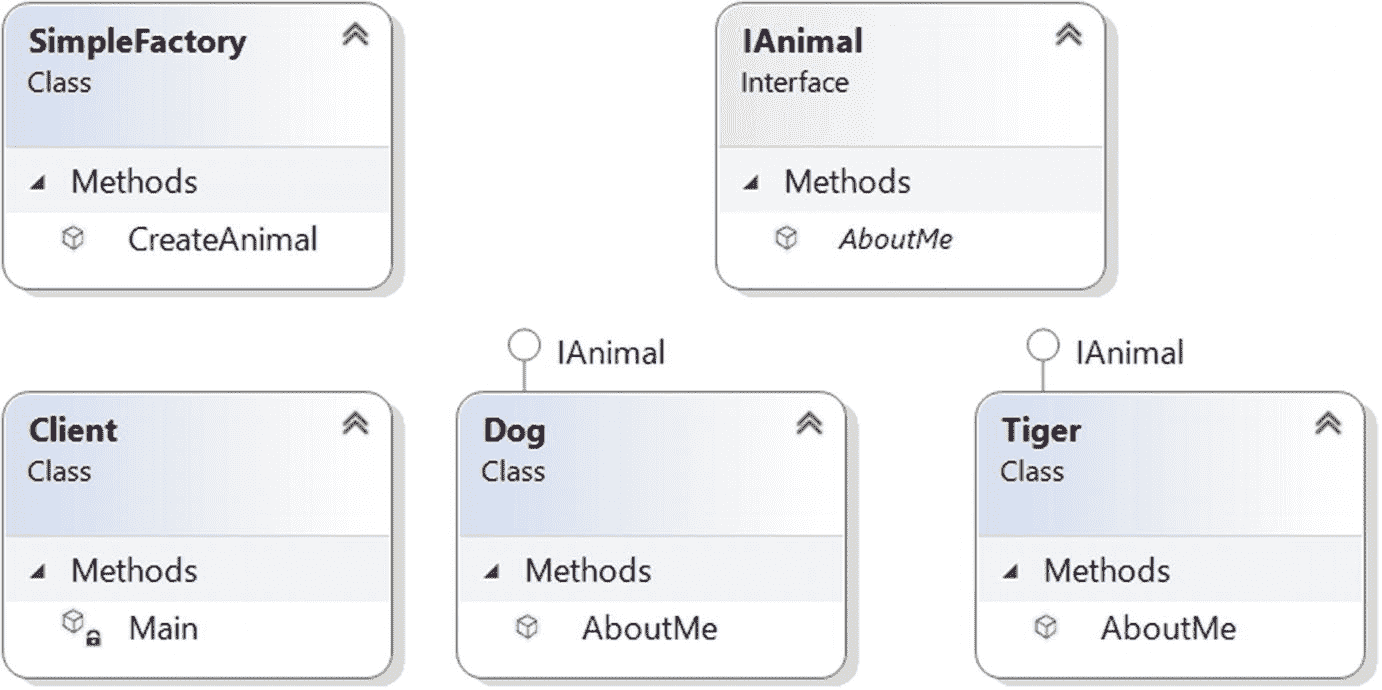 SimpleFactory
Class
Methods
CreateAnimal
IAnimal
Interface
Methods
AboutMe
Client
Class
Methods
Main
IAnimal
Dog
Class
Methods
AboutMe
IAnimal
Tiger
Class
Methods
AboutMe